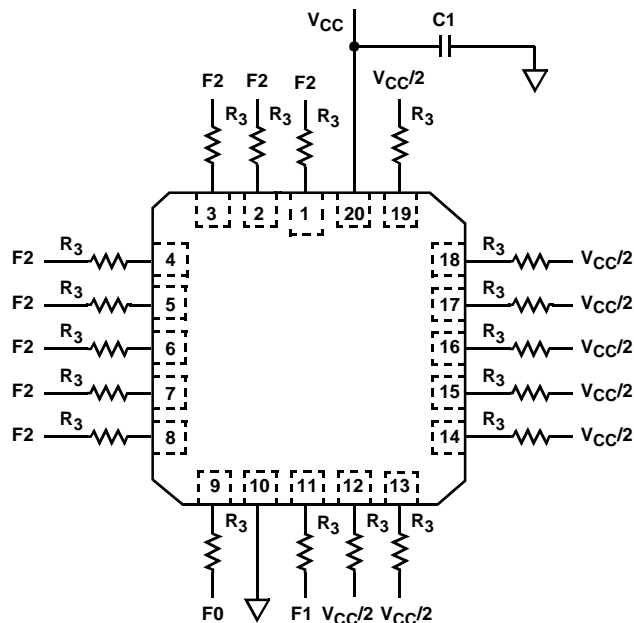 VCC C1
F2 F2 F2 VCC/2
R3 R3 R3 R3
3 2 1 20 19
F2 R3 4 18 R3 VCC/2
F2 R3 5 17 R3 VCC/2
F2 R3 6 16 R3 VCC/2
F2 R3 7 15 R3 VCC/2
F2 R3 8 14 R3 VCC/2
9 10 11 12 13
R3 R3 R3 R3
F0 F1 VCC/2 VCC/2